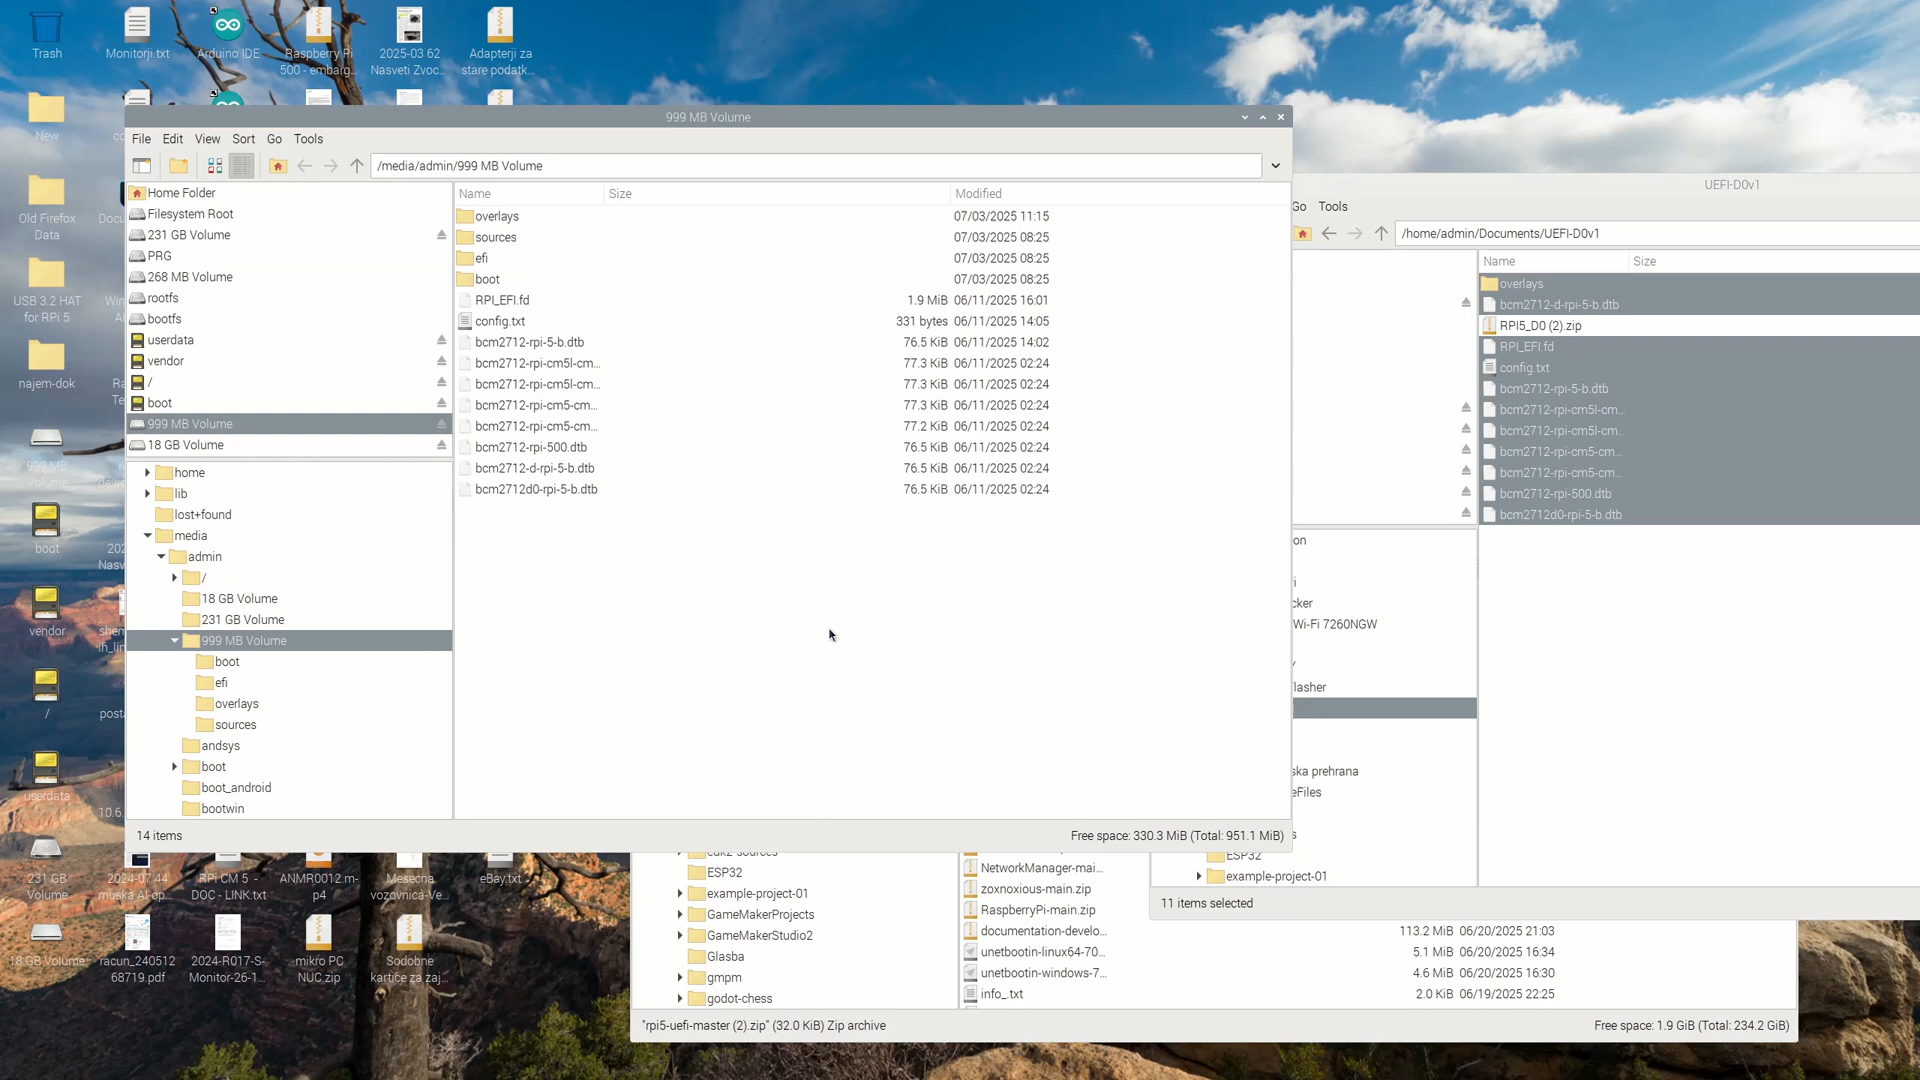 Trash
Monitorji.txt
Arduino IDE
Raspberry Pi
500 - embarg...
2025-03 62
Nasveti Zvoc...
Adapterji za
stare podatk...
New
Old Firefox
Data
USB 3.2 HAT
for RPi 5
najem-dok
999 MB
Volume
boot
vendor
/
userdata
231 GB
Volume
18 GB Volume
2024-07 44
muska AI-op...
RPi CM 5 -
DOC - LINK.txt
ANMR0012.m-
p4
Mesecna
vozovnica-Ve...
eBay.txt
racun_240512
68719.pdf
2024-R017-S-
Monitor-26-1...
mikro PC
NUC.zip
Sodobne
kartice za zaj...
999 MB Volume
File Edit View Sort Go Tools
/media/admin/999 MB Volume
Home Folder
Filesystem Root
231 GB Volume
PRG
268 MB Volume
rootfs
bootfs
userdata
vendor
/
boot
999 MB Volume
18 GB Volume
home
lib
lost+found
media
admin
/
18 GB Volume
231 GB Volume
999 MB Volume
boot
efi
overlays
sources
andsys
boot
boot_android
bootwin
Name Size Modified
overlays 07/03/2025 11:15
sources 07/03/2025 08:25
efi 07/03/2025 08:25
boot 07/03/2025 08:25
RPI_EFI.fd 1.9 MiB 06/11/2025 16:01
config.txt 331 bytes 06/11/2025 14:05
bcm2712-rpi-5-b.dtb 76.5 KiB 06/11/2025 14:02
bcm2712-rpi-cm5l-cm... 77.3 KiB 06/11/2025 02:24
bcm2712-rpi-cm5l-cm... 77.3 KiB 06/11/2025 02:24
bcm2712-rpi-cm5-cm... 77.3 KiB 06/11/2025 02:24
bcm2712-rpi-cm5-cm... 77.2 KiB 06/11/2025 02:24
bcm2712-rpi-500.dtb 76.5 KiB 06/11/2025 02:24
bcm2712-d-rpi-5-b.dtb 76.5 KiB 06/11/2025 02:24
bcm2712d0-rpi-5-b.dtb 76.5 KiB 06/11/2025 02:24
14 items
Free space: 330.3 MiB (Total: 951.1 MiB)
UEFI-D0v1
Go Tools
/home/admin/Documents/UEFI-D0v1
Name Size
overlays
bcm2712-d-rpi-5-b.dtb
RPI5_D0 (2).zip
RPI_EFI.fd
config.txt
bcm2712-rpi-5-b.dtb
bcm2712-rpi-cm5l-cm...
bcm2712-rpi-cm5l-cm...
bcm2712-rpi-cm5-cm...
bcm2712-rpi-cm5-cm...
bcm2712-rpi-500.dtb
bcm2712d0-rpi-5-b.dtb
on
i
cker
Wi-Fi 7260NGW
lasher
ska prehrana
eFiles
s
ESP32
example-project-01
11 items selected
edk2-sources
ESP32
example-project-01
GameMakerProjects
GameMakerStudio2
Glasba
gmpm
godot-chess
NetworkManager-mai...
zoxnoxious-main.zip
RaspberryPi-main.zip
documentation-develo... 113.2 MiB 06/20/2025 21:03
unetbootin-linux64-70... 5.1 MiB 06/20/2025 16:34
unetbootin-windows-7... 4.6 MiB 06/20/2025 16:30
info_.txt 2.0 KiB 06/19/2025 22:25
"rpi5-uefi-master (2).zip" (32.0 KiB) Zip archive
Free space: 1.9 GiB (Total: 234.2 GiB)